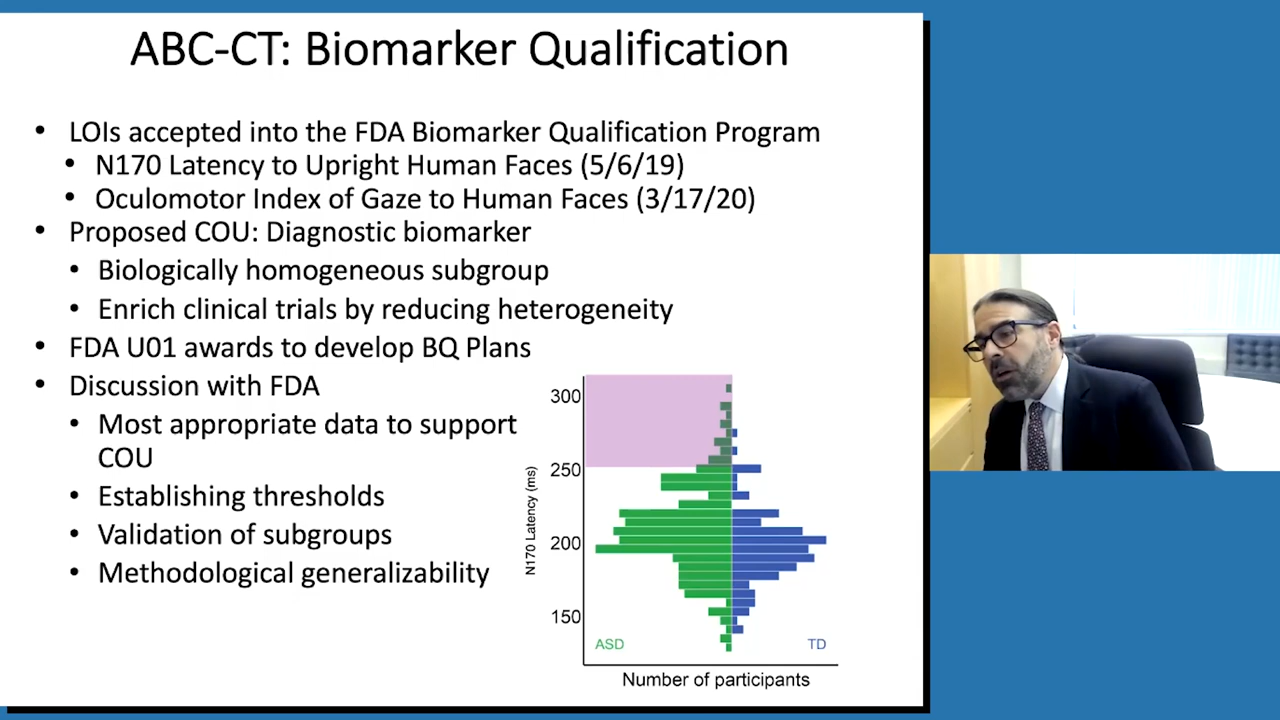 ABC-CT: Biomarker Qualification
• LOIs accepted into the FDA Biomarker Qualification Program
• N170 Latency to Upright Human Faces (5/6/19)
• Oculomotor Index of Gaze to Human Faces (3/17/20)
• Proposed COU: Diagnostic biomarker
• Biologically homogeneous subgroup
• Enrich clinical trials by reducing heterogeneity
• FDA U01 awards to develop BQ Plans
• Discussion with FDA
• Most appropriate data to support
COU
• Establishing thresholds
• Validation of subgroups
• Methodological generalizability
300
250
200
150
N170 Latency (ms)
ASD
TD
Number of participants